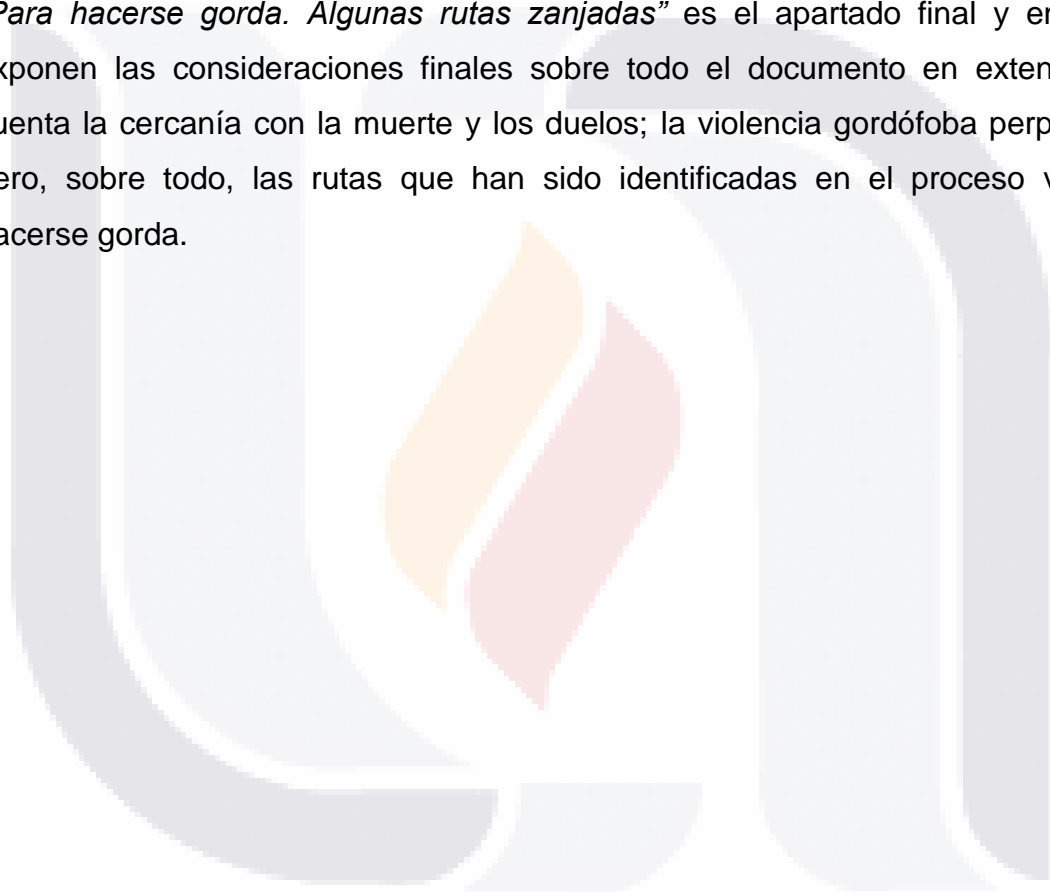 Para hacerse gorda. Algunas rutas zanjadas” es el apartado final y en
xponen las consideraciones finales sobre todo el documento en exten
uenta la cercanía con la muerte y los duelos; la violencia gordófoba perp
ero, sobre todo, las rutas que han sido identificadas en el proceso v
acerse gorda.